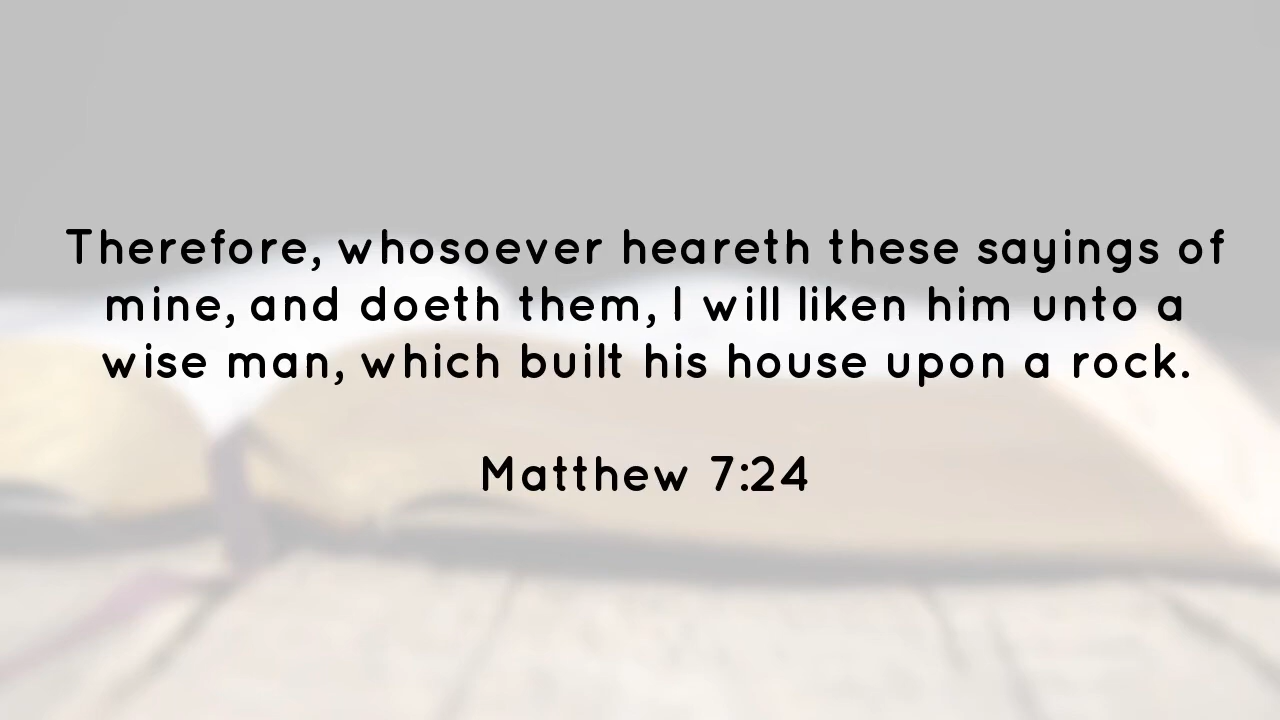 Therefore, whosoever heareth these sayings of
mine, and doeth them, I will liken him unto a
wise man, which built his house upon a rock.
Matthew 7:24